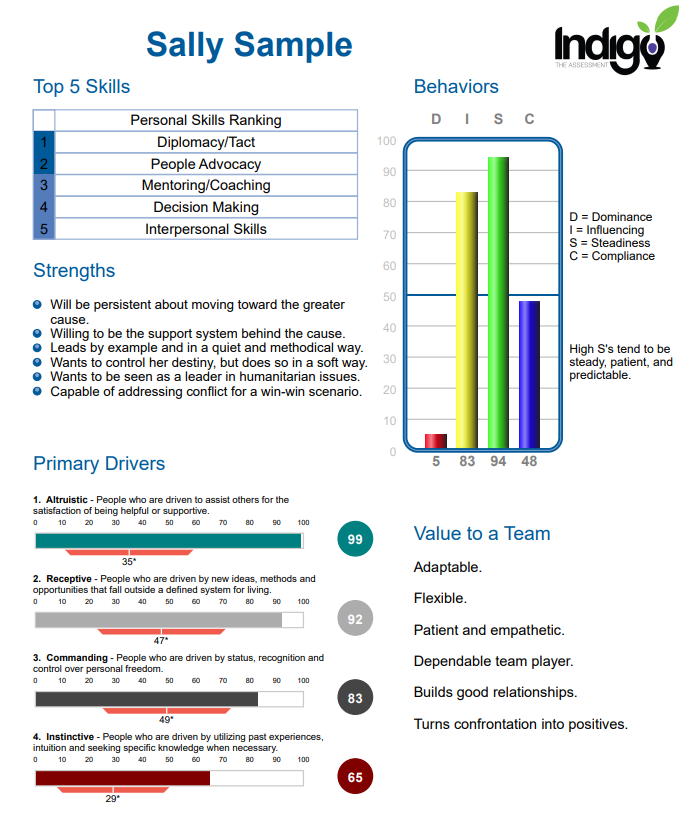 Sally Sample
Indigo
THE ASSESSMENT
Top 5 Skills
Personal Skills Ranking
1 Diplomacy/Tact
2 People Advocacy
3 Mentoring/Coaching
4 Decision Making
5 Interpersonal Skills
Strengths
Will be persistent about moving toward the greater
cause.
Willing to be the support system behind the cause.
Leads by example and in a quiet and methodical way.
Wants to control her destiny, but does so in a soft way.
Wants to be seen as a leader in humanitarian issues.
Capable of addressing conflict for a win-win scenario.
Behaviors
D I S C
100
90
80
70
60
50
40
30
20
10
0
5 83 94 48
D = Dominance
I = Influencing
S = Steadiness
C = Compliance
High S's tend to be
steady, patient, and
predictable.
Primary Drivers
1. Altruistic - People who are driven to assist others for the
satisfaction of being helpful or supportive.
0 10 20 30 40 50 60 70 80 90 100
99
35*
2. Receptive - People who are driven by new ideas, methods and
opportunities that fall outside a defined system for living.
0 10 20 30 40 50 60 70 80 90 100
92
47*
3. Commanding - People who are driven by status, recognition and
control over personal freedom.
0 10 20 30 40 50 60 70 80 90 100
83
49*
4. Instinctive - People who are driven by utilizing past experiences,
intuition and seeking specific knowledge when necessary.
0 10 20 30 40 50 60 70 80 90 100
65
29*
Value to a Team
Adaptable.
Flexible.
Patient and empathetic.
Dependable team player.
Builds good relationships.
Turns confrontation into positives.